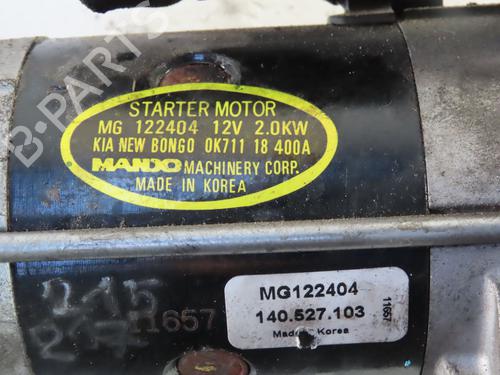 STARTER MOTOR
MG 122404 12V 2.0KW
KIA NEW BONGO 0K711 18 400A
MANDO MACHINERY CORP.
MADE IN KOREA
B-PARTS
215
11657
MG122404
140.527.103
Made in Korea
11657